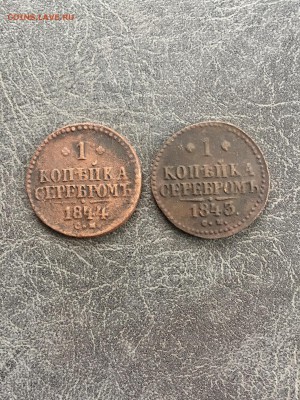 COINS.LAVE.RU
1
КОПѢЙКА
СЕРЕБРОМЪ
1844
1
КОПѢЙКА
СЕРЕБРОМЪ
1843.